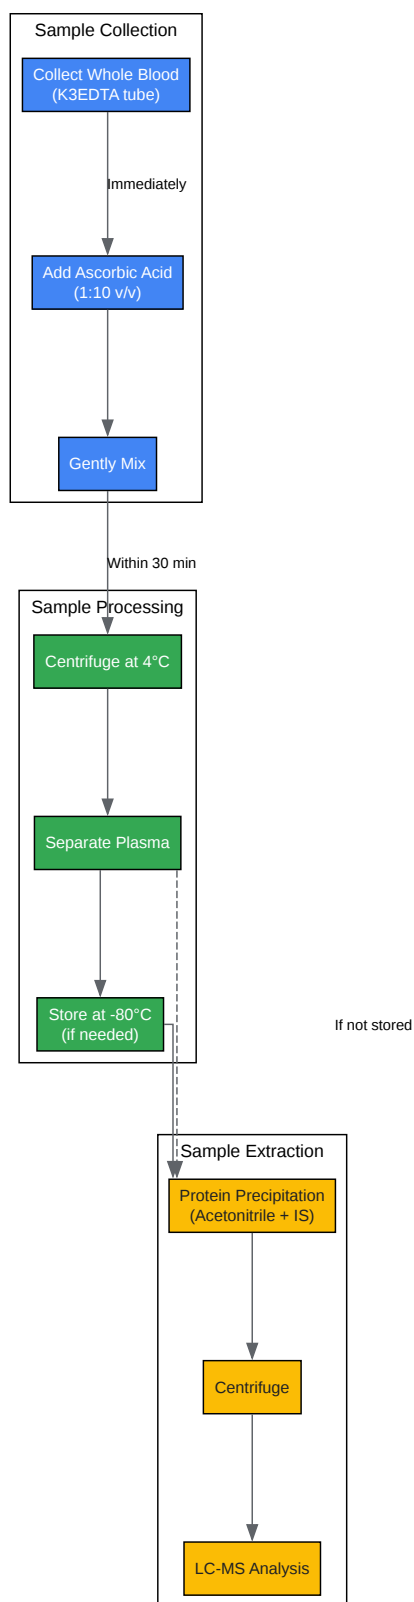 Sample Collection
Collect Whole Blood
(K3EDTA tube)
Immediately
Add Ascorbic Acid
(1:10 v/v)
Gently Mix
Within 30 min
Sample Processing
Centrifuge at 4°C
Separate Plasma
Store at -80°C
(if needed)
If not stored
Sample Extraction
Protein Precipitation
(Acetonitrile + IS)
Centrifuge
LC-MS Analysis